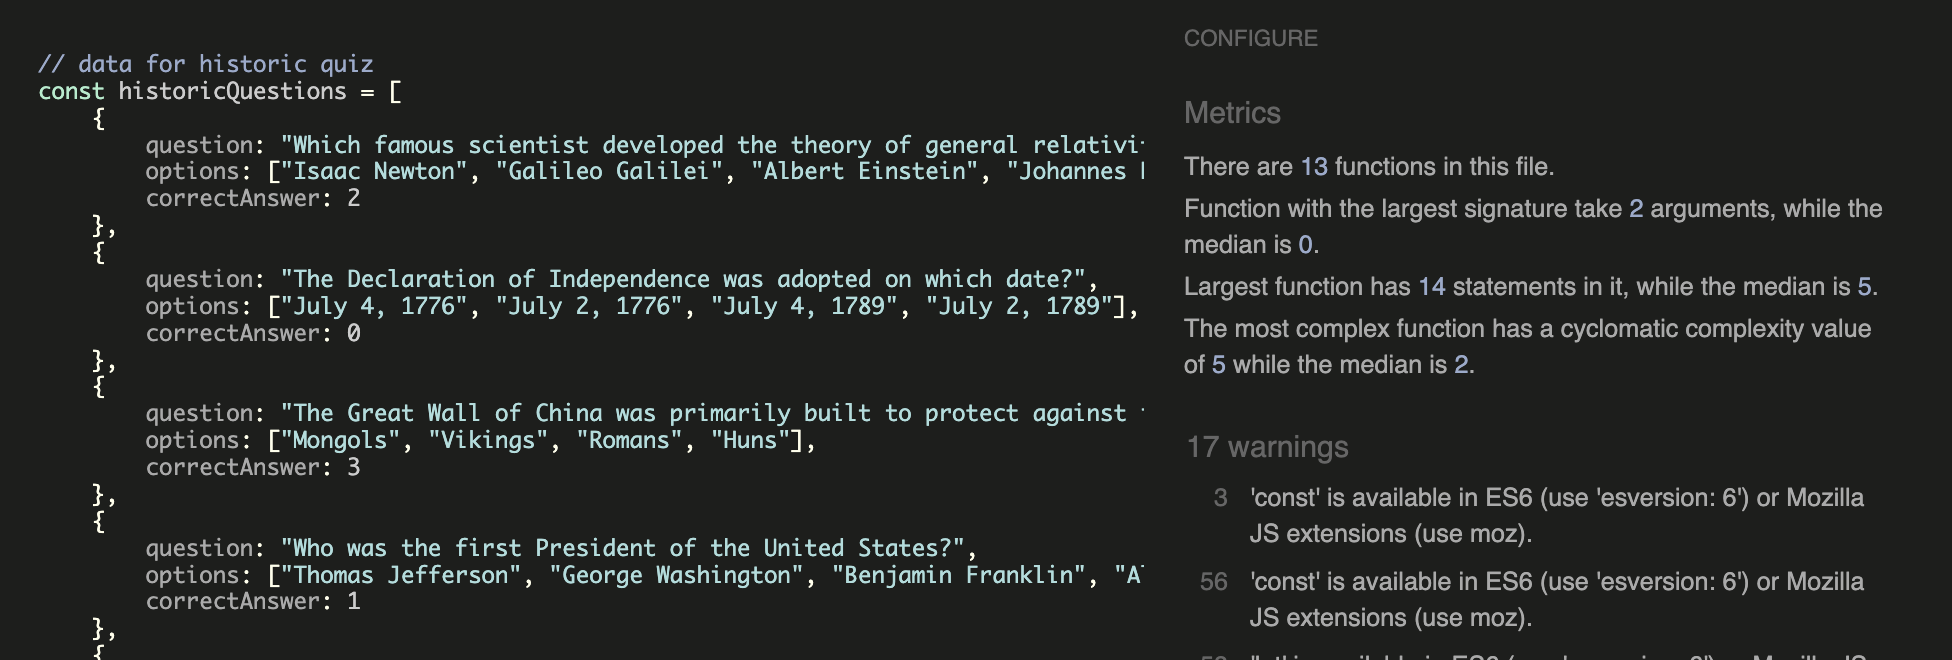 // data for historic quiz
const historicQuestions = [
{
question: "Which famous scientist developed the theory of general
options: ["Isaac Newton", "Galileo Galilei", "Albert Einstein", "Johannes
correctAnswer: 2
},
{
question: "The Declaration of Independence was adopted on which date?",
options: ["July 4, 1776", "July 2, 1776", "July 4, 1789", "July 2, 1789"],
correctAnswer: 0
},
{
question: "The Great Wall of China was primarily built to protect against
options: ["Mongols", "Vikings", "Romans", "Huns"],
correctAnswer: 3
},
{
question: "Who was the first President of the United States?",
options: ["Thomas Jefferson", "George Washington", "Benjamin Franklin",
correctAnswer: 1
},
{
CONFIGURE
Metrics
There are 13 functions in this file.
Function with the largest signature take 2 arguments, while the
median is 0.
Largest function has 14 statements in it, while the median is 5.
The most complex function has a cyclomatic complexity value
of 5 while the median is 2.
17 warnings
3 'const' is available in ES6 (use 'esversion: 6') or Mozilla
JS extensions (use moz).
56 'const' is available in ES6 (use 'esversion: 6') or Mozilla
JS extensions (use moz).